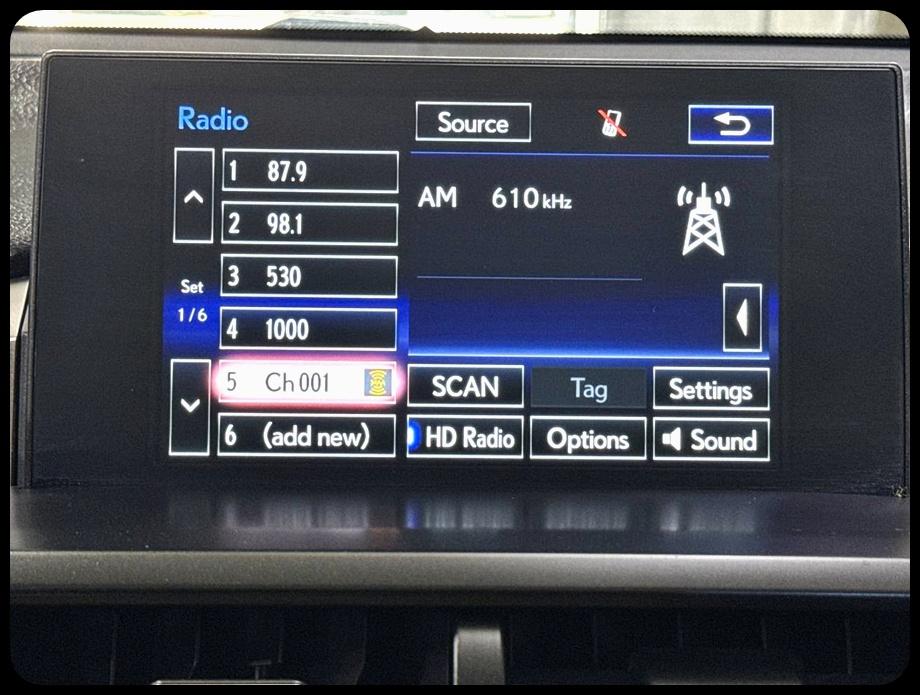 Radio
Source
1 87.9
2 98.1
3 530
4 1000
5 Ch 001
6 (add new)
Set
1/6
AM 610 kHz
SCAN
Tag
Settings
HD Radio
Options
Sound